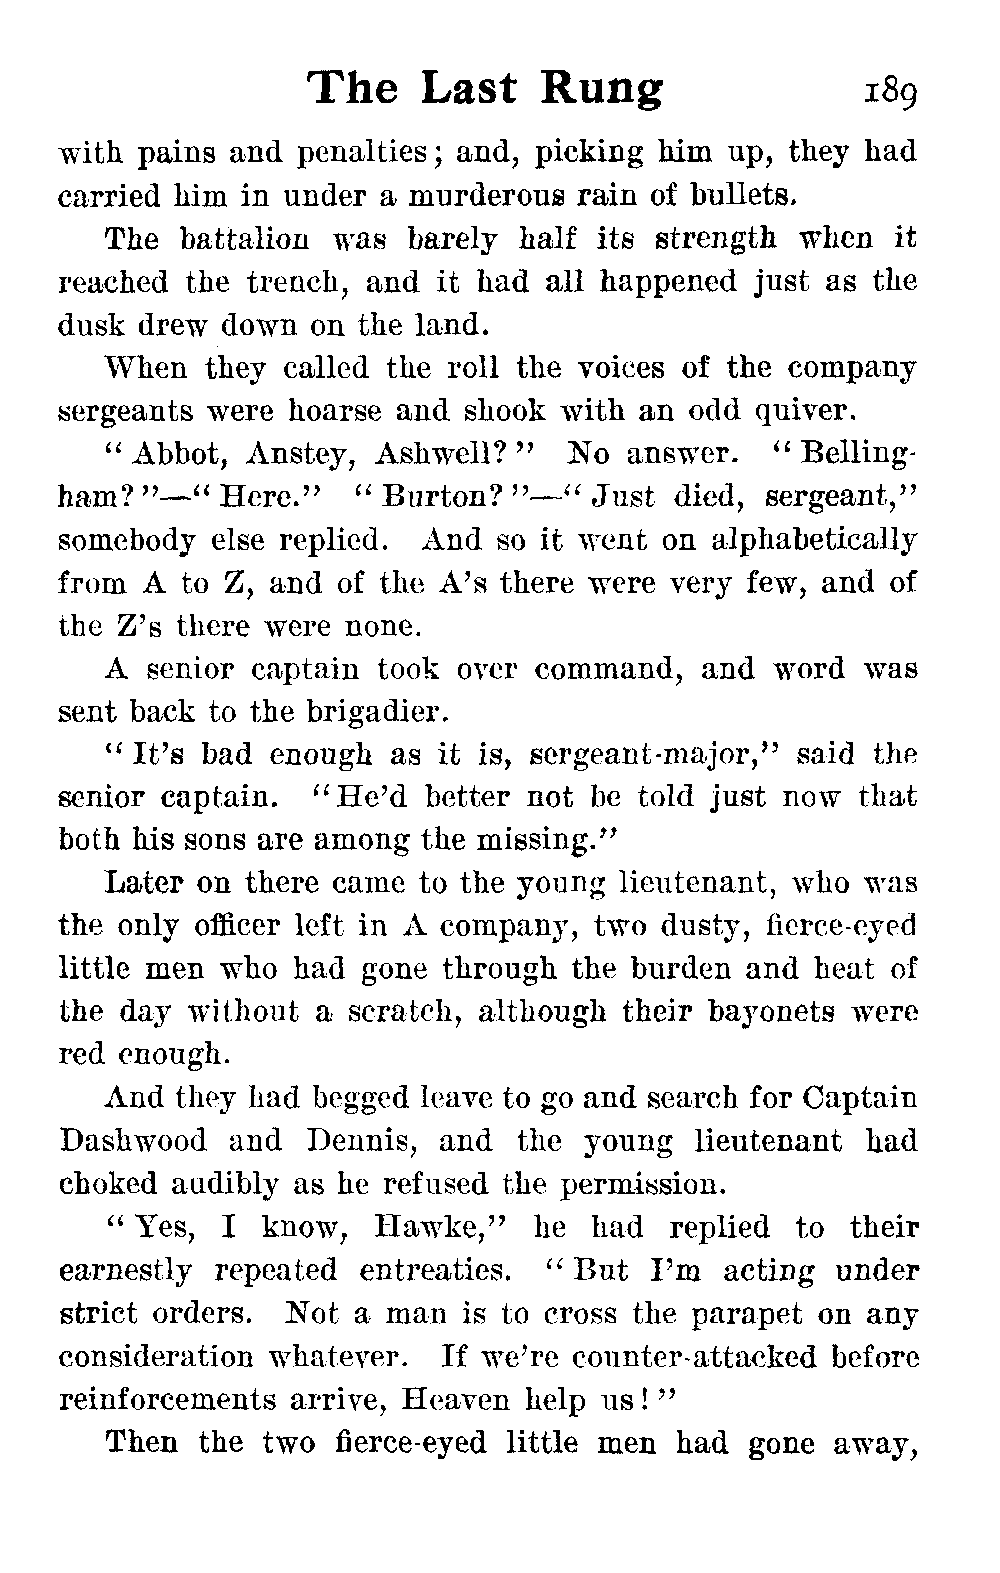 The Last Rung 189
with pains and penalties; and, picking him up, they had
carried him in under a murderous rain of bullets.
The battalion was barely half its strength when it
reached the trench, and it had all happened just as the
dusk drew down on the land.
When they called the roll the voices of the company
sergeants were hoarse and shook with an odd quiver.
“ Abbot, Anstey, Ashwell? ” No answer. “ Belling-
ham? ”—“ Here.” “ Burton? ”—“ Just died, sergeant,”
somebody else replied. And so it went on alphabetically
from A to Z, and of the A’s there were very few, and of
the Z’s there were none.
A senior captain took over command, and word was
sent back to the brigadier.
“ It’s bad enough as it is, sergeant-major,” said the
senior captain. “He’d better not be told just now that
both his sons are among the missing.”
Later on there came to the young lieutenant, who was
the only officer left in A company, two dusty, fierce-eyed
little men who had gone through the burden and heat of
the day without a scratch, although their bayonets were
red enough.
And they had begged leave to go and search for Captain
Dashwood and Dennis, and the young lieutenant had
choked audibly as he refused the permission.
“ Yes, I know, Hawke,” he had replied to their
earnestly repeated entreaties. “ But I’m acting under
strict orders. Not a man is to cross the parapet on any
consideration whatever. If we’re counter-attacked before
reinforcements arrive, Heaven help us! ”
Then the two fierce-eyed little men had gone away,